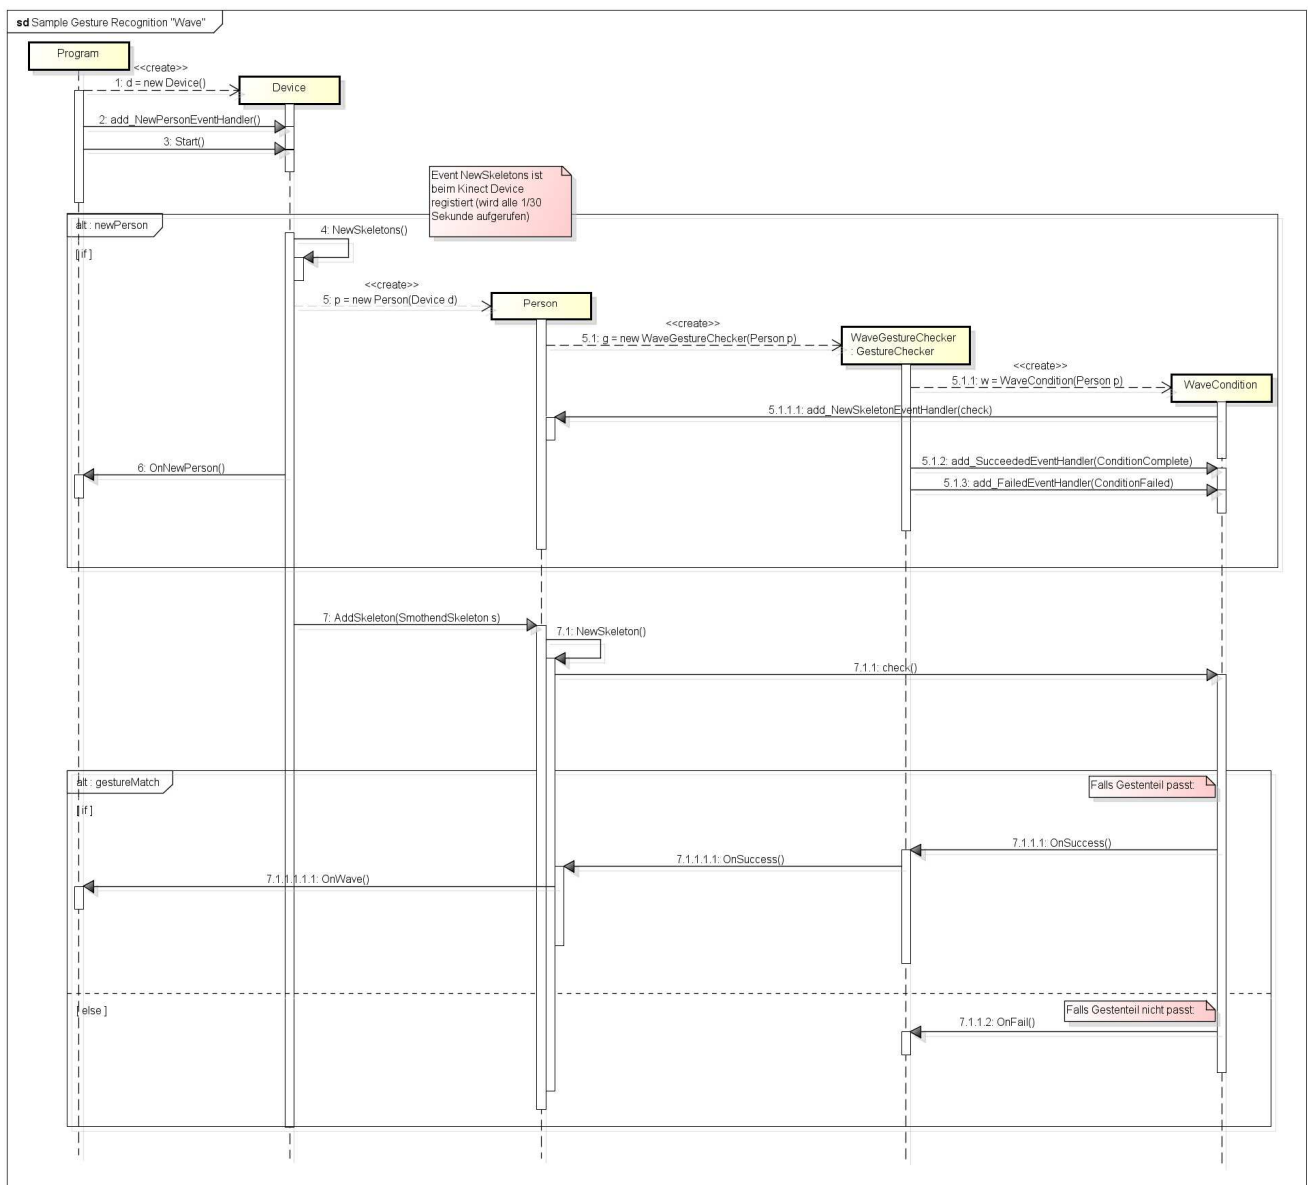 sd Sample Gesture Recognition "Wave"
Program
<<create>>
1: d = new Device()
Device
2: add_NewPersonEventHandler()
3: Start()
Event NewSkeletons ist
beim Kinect Device
registiert (wird alle 1/30
Sekunde aufgerufen)
alt : newPerson
[ if ]
4: NewSkeletons()
<<create>>
5: p = new Person(Device d)
Person
<<create>>
5.1: g = new WaveGestureChecker(Person p)
WaveGestureChecker
: GestureChecker
<<create>>
5.1.1: w = WaveCondition(Person p)
WaveCondition
5.1.1.1: add_NewSkeletonEventHandler(check)
6: OnNewPerson()
5.1.2: add_SucceededEventHandler(ConditionComplete)
5.1.3: add_FailedEventHandler(ConditionFailed)
7: AddSkeleton(SmothendSkeleton s)
7.1: NewSkeleton()
7.1.1: check()
alt : gestureMatch
Falls Gestenteil passt:
[ if ]
7.1.1.1: OnSuccess()
7.1.1.1.1: OnSuccess()
7.1.1.1.1.1: OnWave()
[ else ]
Falls Gestenteil nicht passt:
7.1.1.2: OnFail()